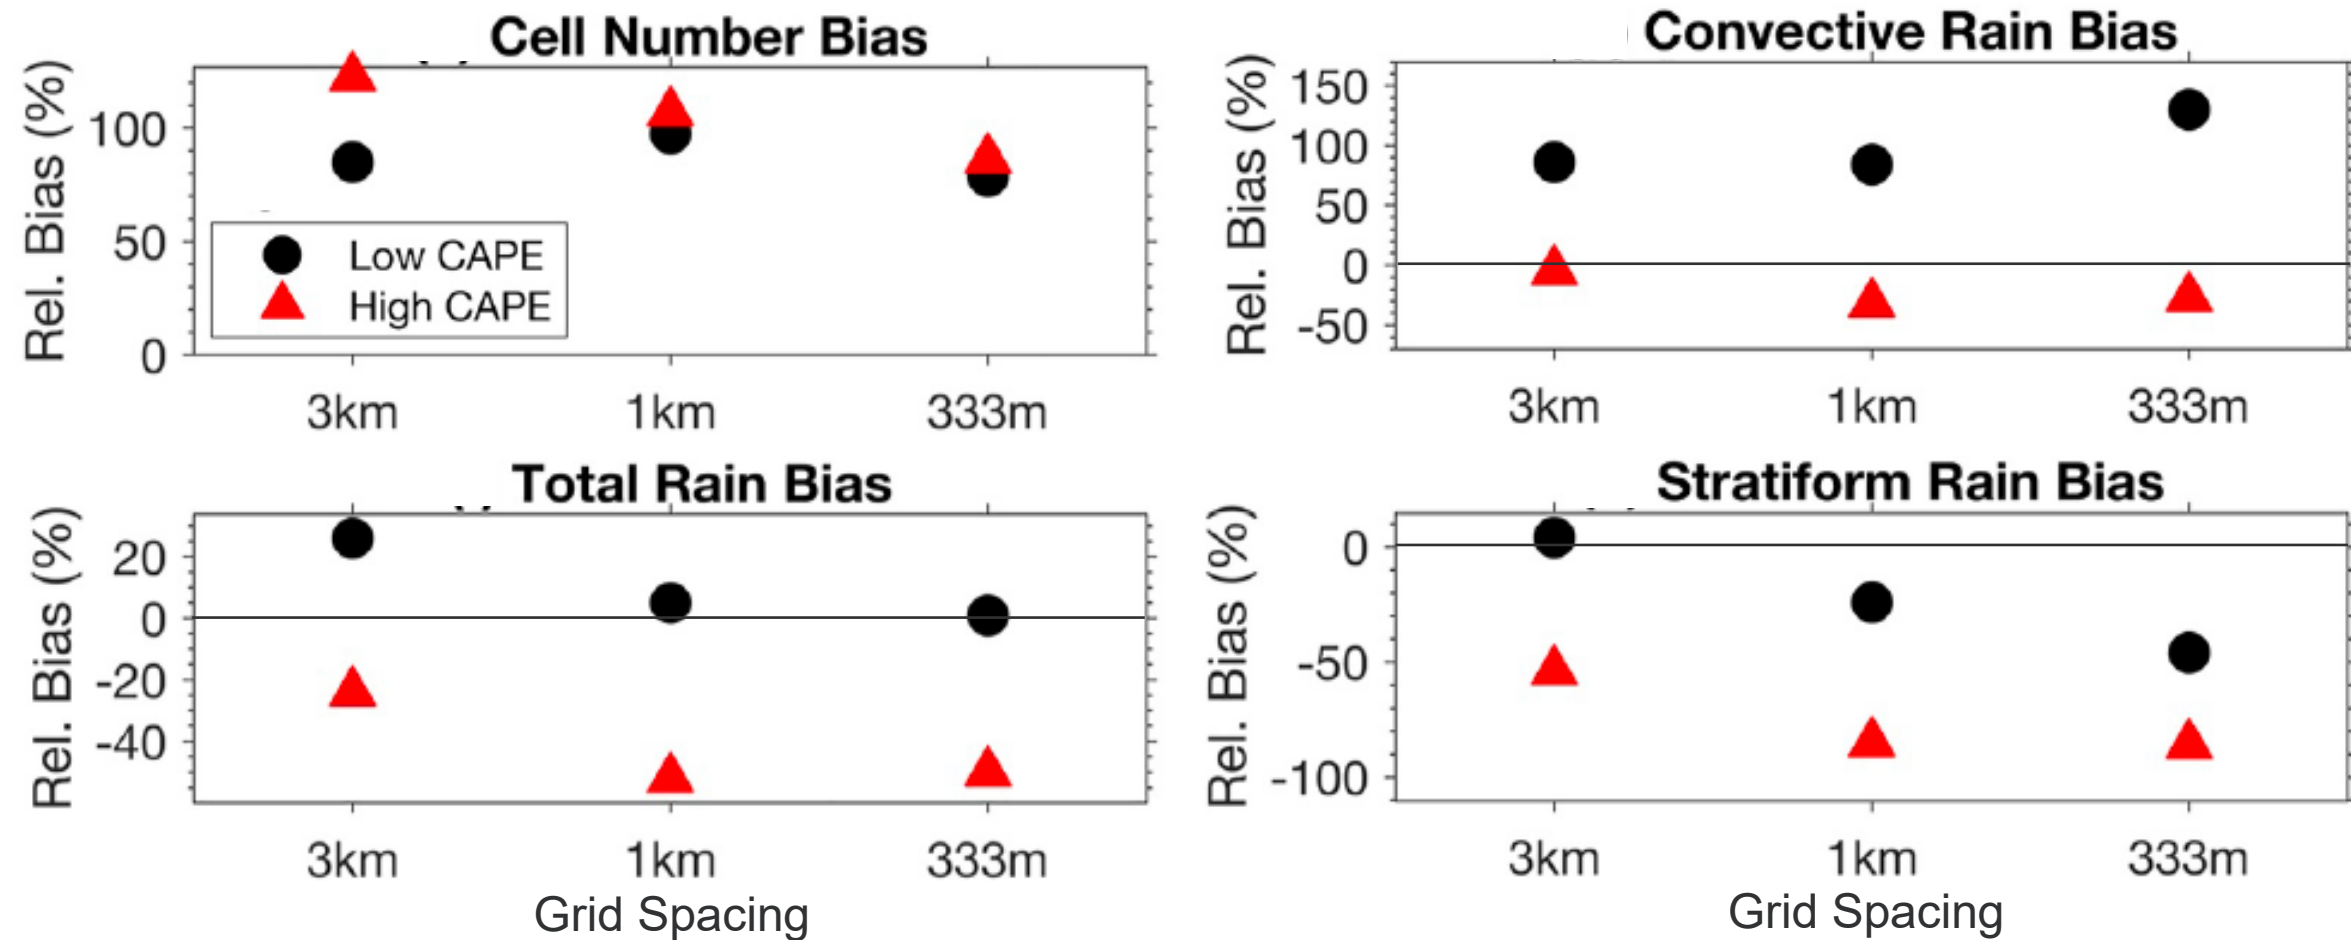 Cell Number Bias
Rel. Bias (%)
100
50
0
Low CAPE
High CAPE
3km 1km 333m
Convective Rain Bias
Rel. Bias (%)
150
100
50
0
-50
3km 1km 333m
Total Rain Bias
Rel. Bias (%)
20
0
-20
-40
3km 1km 333m
Grid Spacing
Stratiform Rain Bias
Rel. Bias (%)
0
-50
-100
3km 1km 333m
Grid Spacing